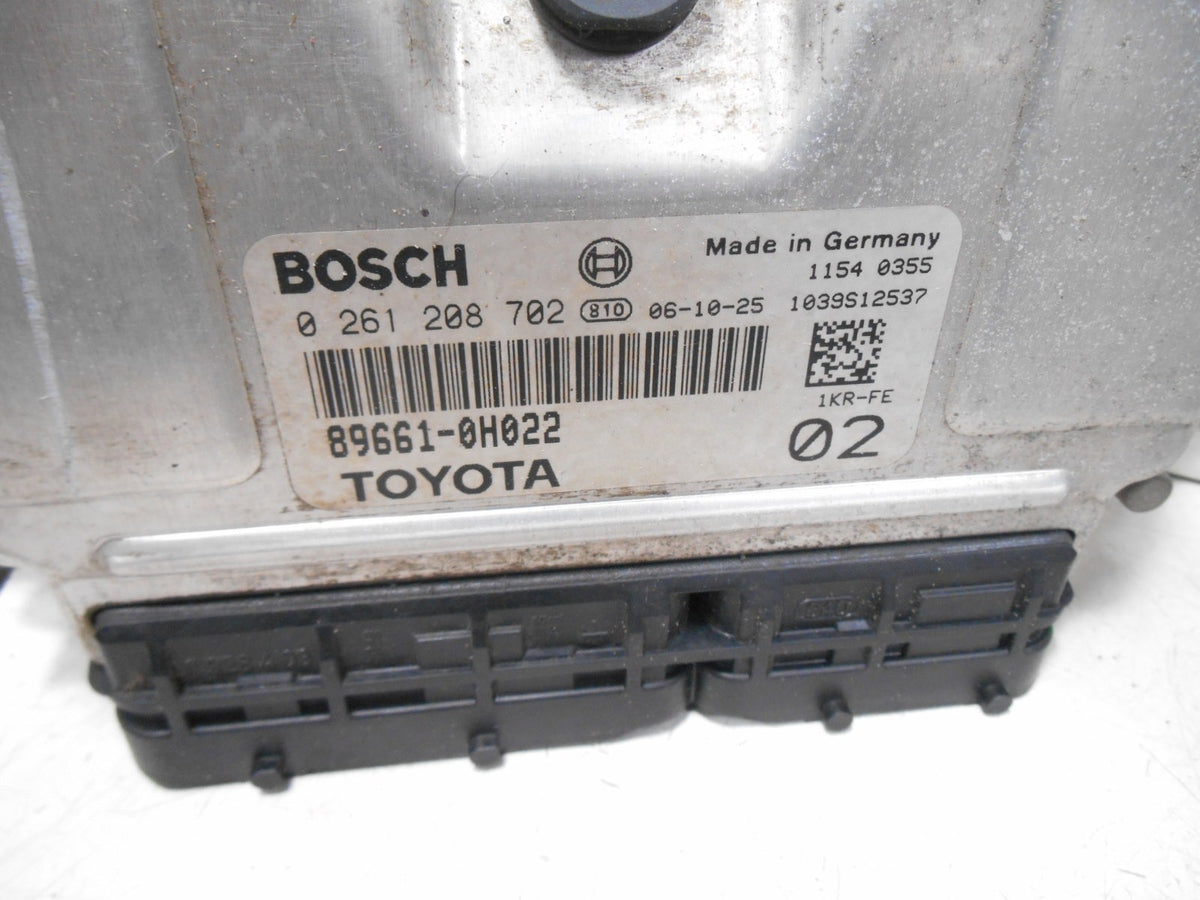 BOSCH
Made in Germany
1154 0355
0 261 208 702 810 06-10-25 1039S12537
1KR-FE
89661-0H022
02
TOYOTA